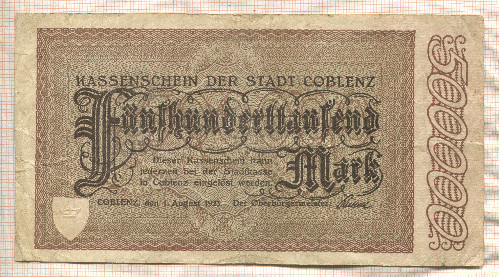 KASSENSCHEIN DER STADT COBLENZ
Fünfhunderttausend
Mark
Dieser Kassenschein kann
jederzeit bei der Stadtkasse
in Coblenz eingelöst werden.
COBLENZ, den 1. August 1923. Der Oberbürgermeister:
500000